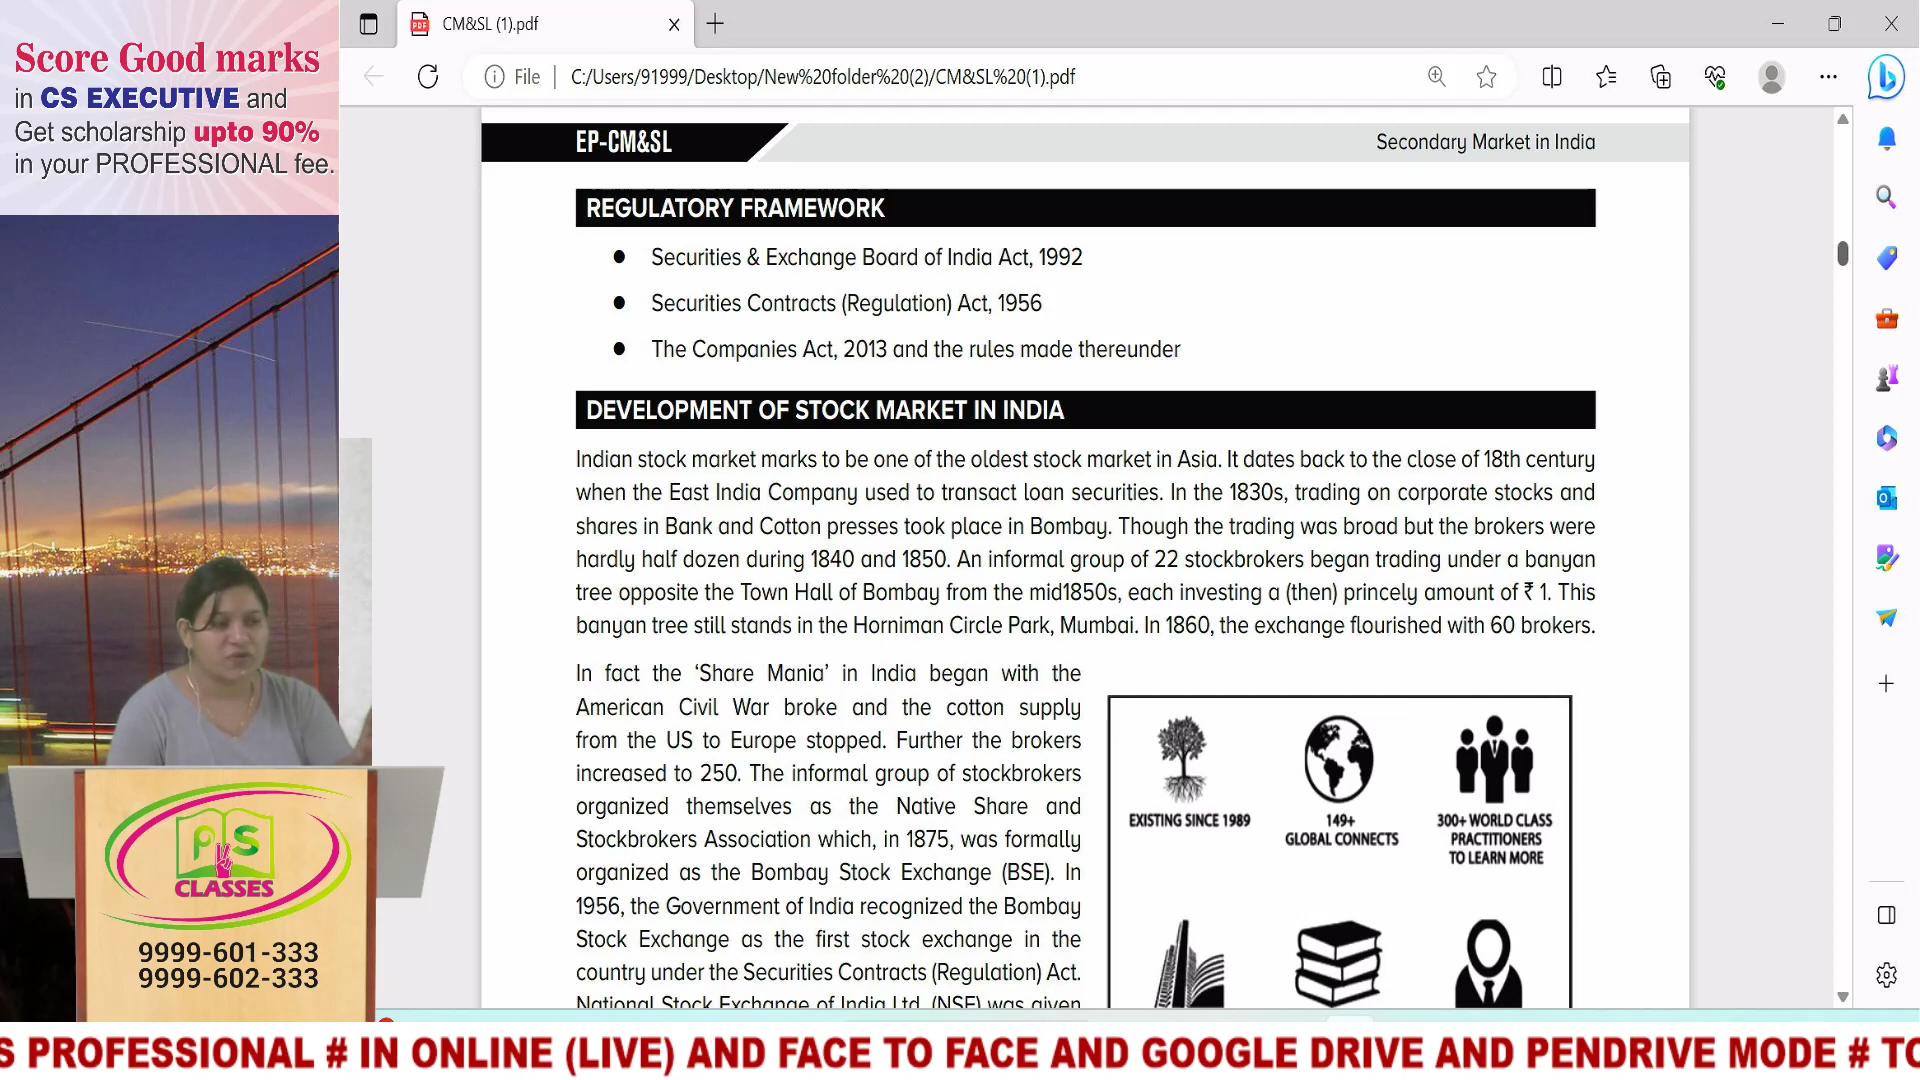 Score Good marks
in CS EXECUTIVE and
Get scholarship upto 90%
in your PROFESSIONAL fee.
CM&SL (1).pdf
File
C:/Users/91999/Desktop/New%20folder%20(2)/CM&SL%20(1).pdf
EP-CM&SL
Secondary Market in India
REGULATORY FRAMEWORK
● Securities & Exchange Board of India Act, 1992
● Securities Contracts (Regulation) Act, 1956
● The Companies Act, 2013 and the rules made thereunder
DEVELOPMENT OF STOCK MARKET IN INDIA
Indian stock market marks to be one of the oldest stock market in Asia. It dates back to the close of 18th century
when the East India Company used to transact loan securities. In the 1830s, trading on corporate stocks and
shares in Bank and Cotton presses took place in Bombay. Though the trading was broad but the brokers were
hardly half dozen during 1840 and 1850. An informal group of 22 stockbrokers began trading under a banyan
tree opposite the Town Hall of Bombay from the mid1850s, each investing a (then) princely amount of ₹ 1. This
banyan tree still stands in the Horniman Circle Park, Mumbai. In 1860, the exchange flourished with 60 brokers.
In fact the ‘Share Mania’ in India began with the
American Civil War broke and the cotton supply
from the US to Europe stopped. Further the brokers
increased to 250. The informal group of stockbrokers
organized themselves as the Native Share and
Stockbrokers Association which, in 1875, was formally
organized as the Bombay Stock Exchange (BSE). In
1956, the Government of India recognized the Bombay
Stock Exchange as the first stock exchange in the
country under the Securities Contracts (Regulation) Act.
National Stock Exchange of India Ltd. (NSE) was given
EXISTING SINCE 1989
149+
GLOBAL CONNECTS
300+ WORLD CLASS
PRACTITIONERS
TO LEARN MORE
PS
CLASSES
9999-601-333
9999-602-333
S PROFESSIONAL # IN ONLINE (LIVE) AND FACE TO FACE AND GOOGLE DRIVE AND PENDRIVE MODE # TO